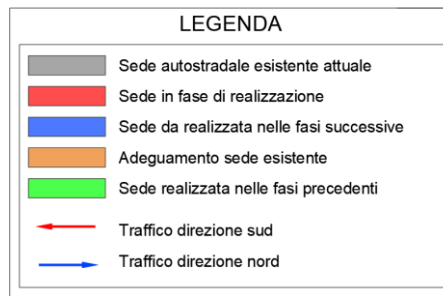 LEGENDA
Sede autostradale esistente attuale
Sede in fase di realizzazione
Sede da realizzata nelle fasi successive
Adeguamento sede esistente
Sede realizzata nelle fasi precedenti
Traffico direzione sud
Traffico direzione nord